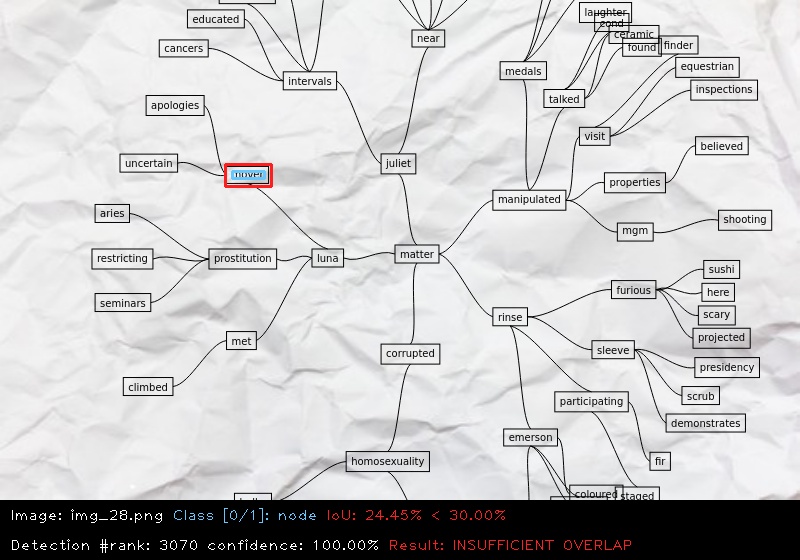 laughter
cond
educated
ceramic
near
cancers
found
finder
equestrian
medals
intervals
inspections
talked
apologies
visit
believed
uncertain
juliet
properties
manipulated
aries
shooting
mgm
matter
restricting
prostitution
luna
sushi
furious
here
seminars
scary
rinse
projected
met
sleeve
corrupted
presidency
climbed
scrub
participating
demonstrates
emerson
homosexuality
fir
coloured
staged
Image: img_28.png Class [0/1]: node IoU: 24.45% < 30.00%
Detection #rank: 3070 confidence: 100.00% Result: INSUFFICIENT OVERLAP